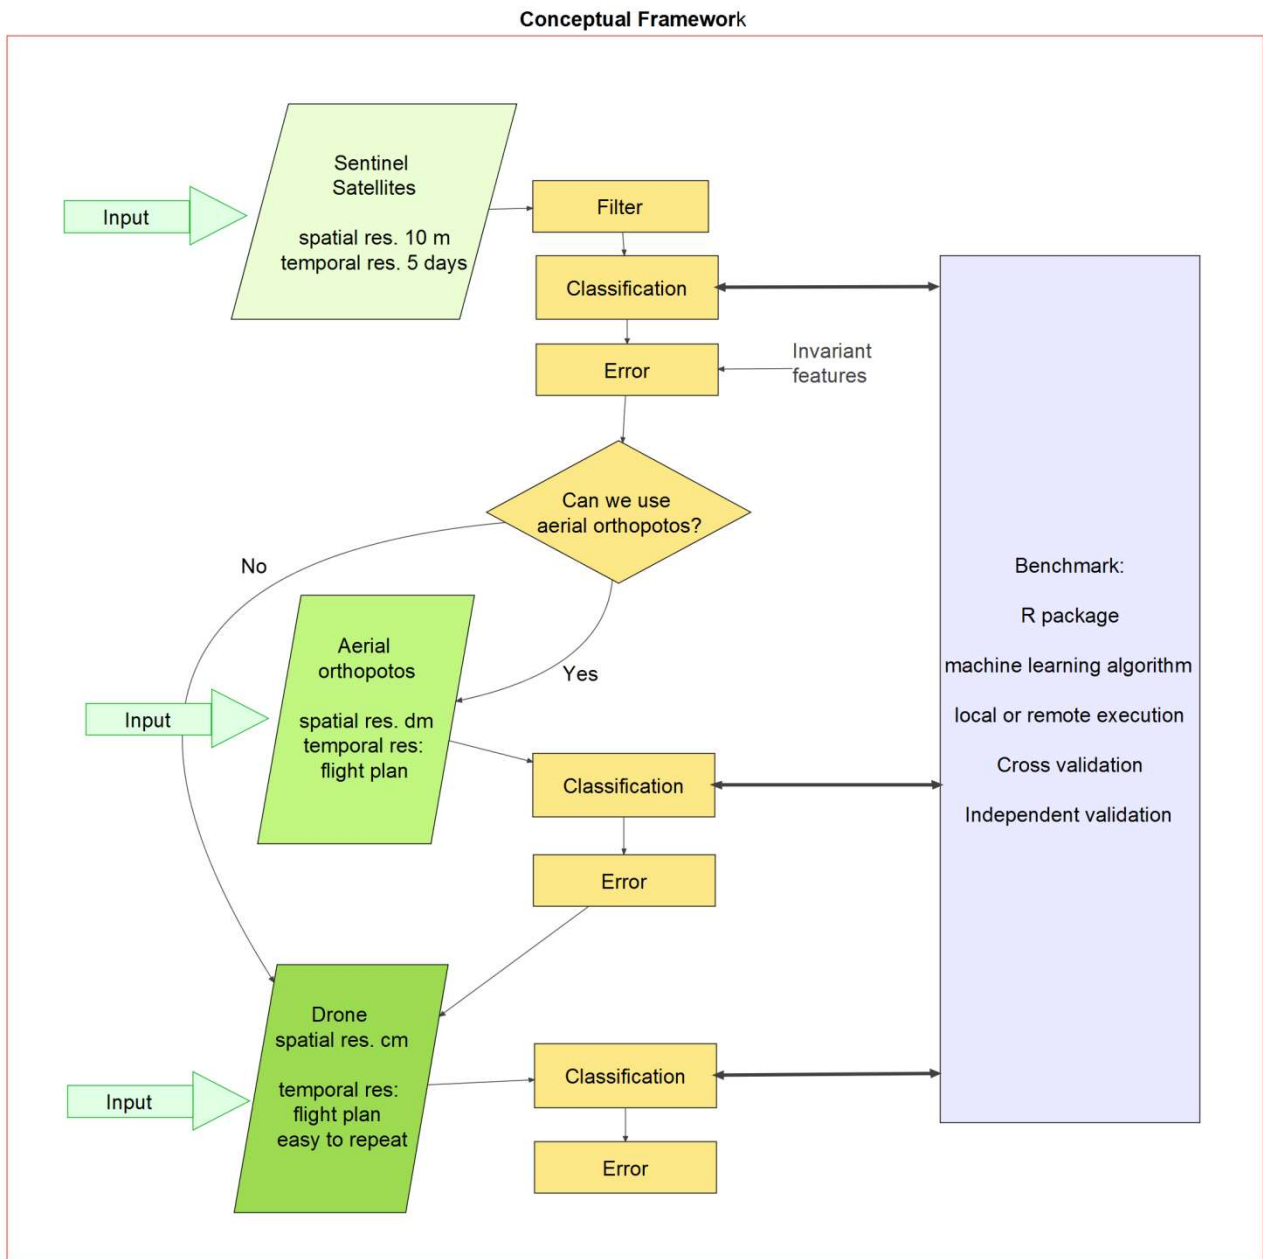 Conceptual Framework
Sentinel
Satellites
spatial res. 10 m
temporal res. 5 days
Input
Filter
Classification
Error
Invariant
features
Can we use
aerial orthopotos?
No
Yes
Aerial
orthopotos
spatial res. dm
temporal res:
flight plan
Input
Classification
Error
Drone
spatial res. cm
temporal res:
flight plan
easy to repeat
Input
Classification
Error
Benchmark:
R package
machine learning algorithm
local or remote execution
Cross validation
Independent validation